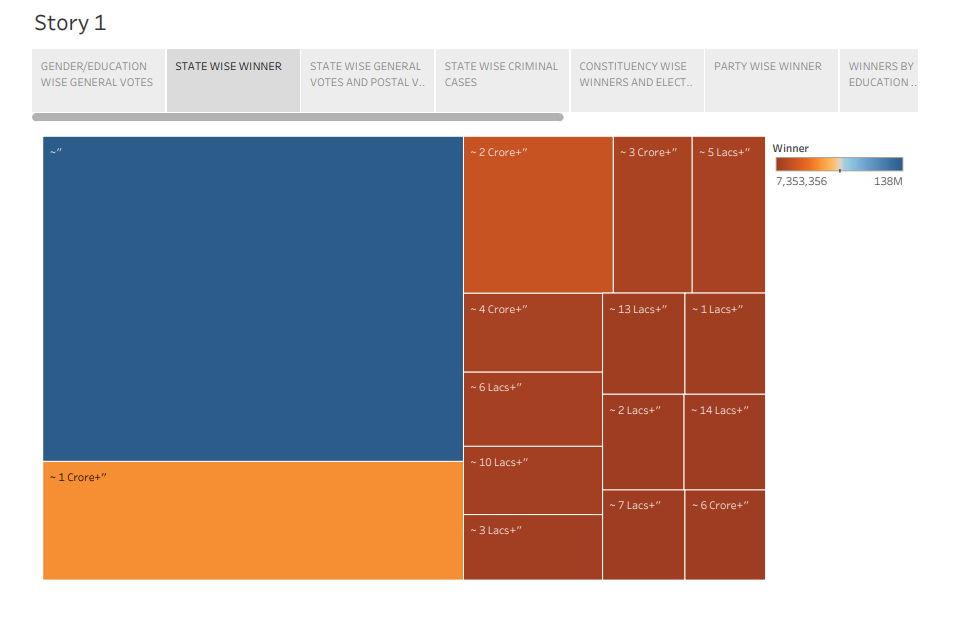 Story 1
GENDER/EDUCATION
WISE GENERAL VOTES
STATE WISE WINNER
STATE WISE GENERAL
VOTES AND POSTAL V..
STATE WISE CRIMINAL
CASES
CONSTITUENCY WISE
WINNERS AND ELECT..
PARTY WISE WINNER
WINNERS BY
EDUCATION ..
~"
~ 2 Crore+"
~ 3 Crore+"
~ 5 Lacs+"
Winner
7,353,356
138M
~ 4 Crore+"
~ 13 Lacs+"
~ 1 Lacs+"
~ 6 Lacs+"
~ 2 Lacs+"
~ 14 Lacs+"
~ 10 Lacs+"
~ 1 Crore+"
~ 7 Lacs+"
~ 6 Crore+"
~ 3 Lacs+"